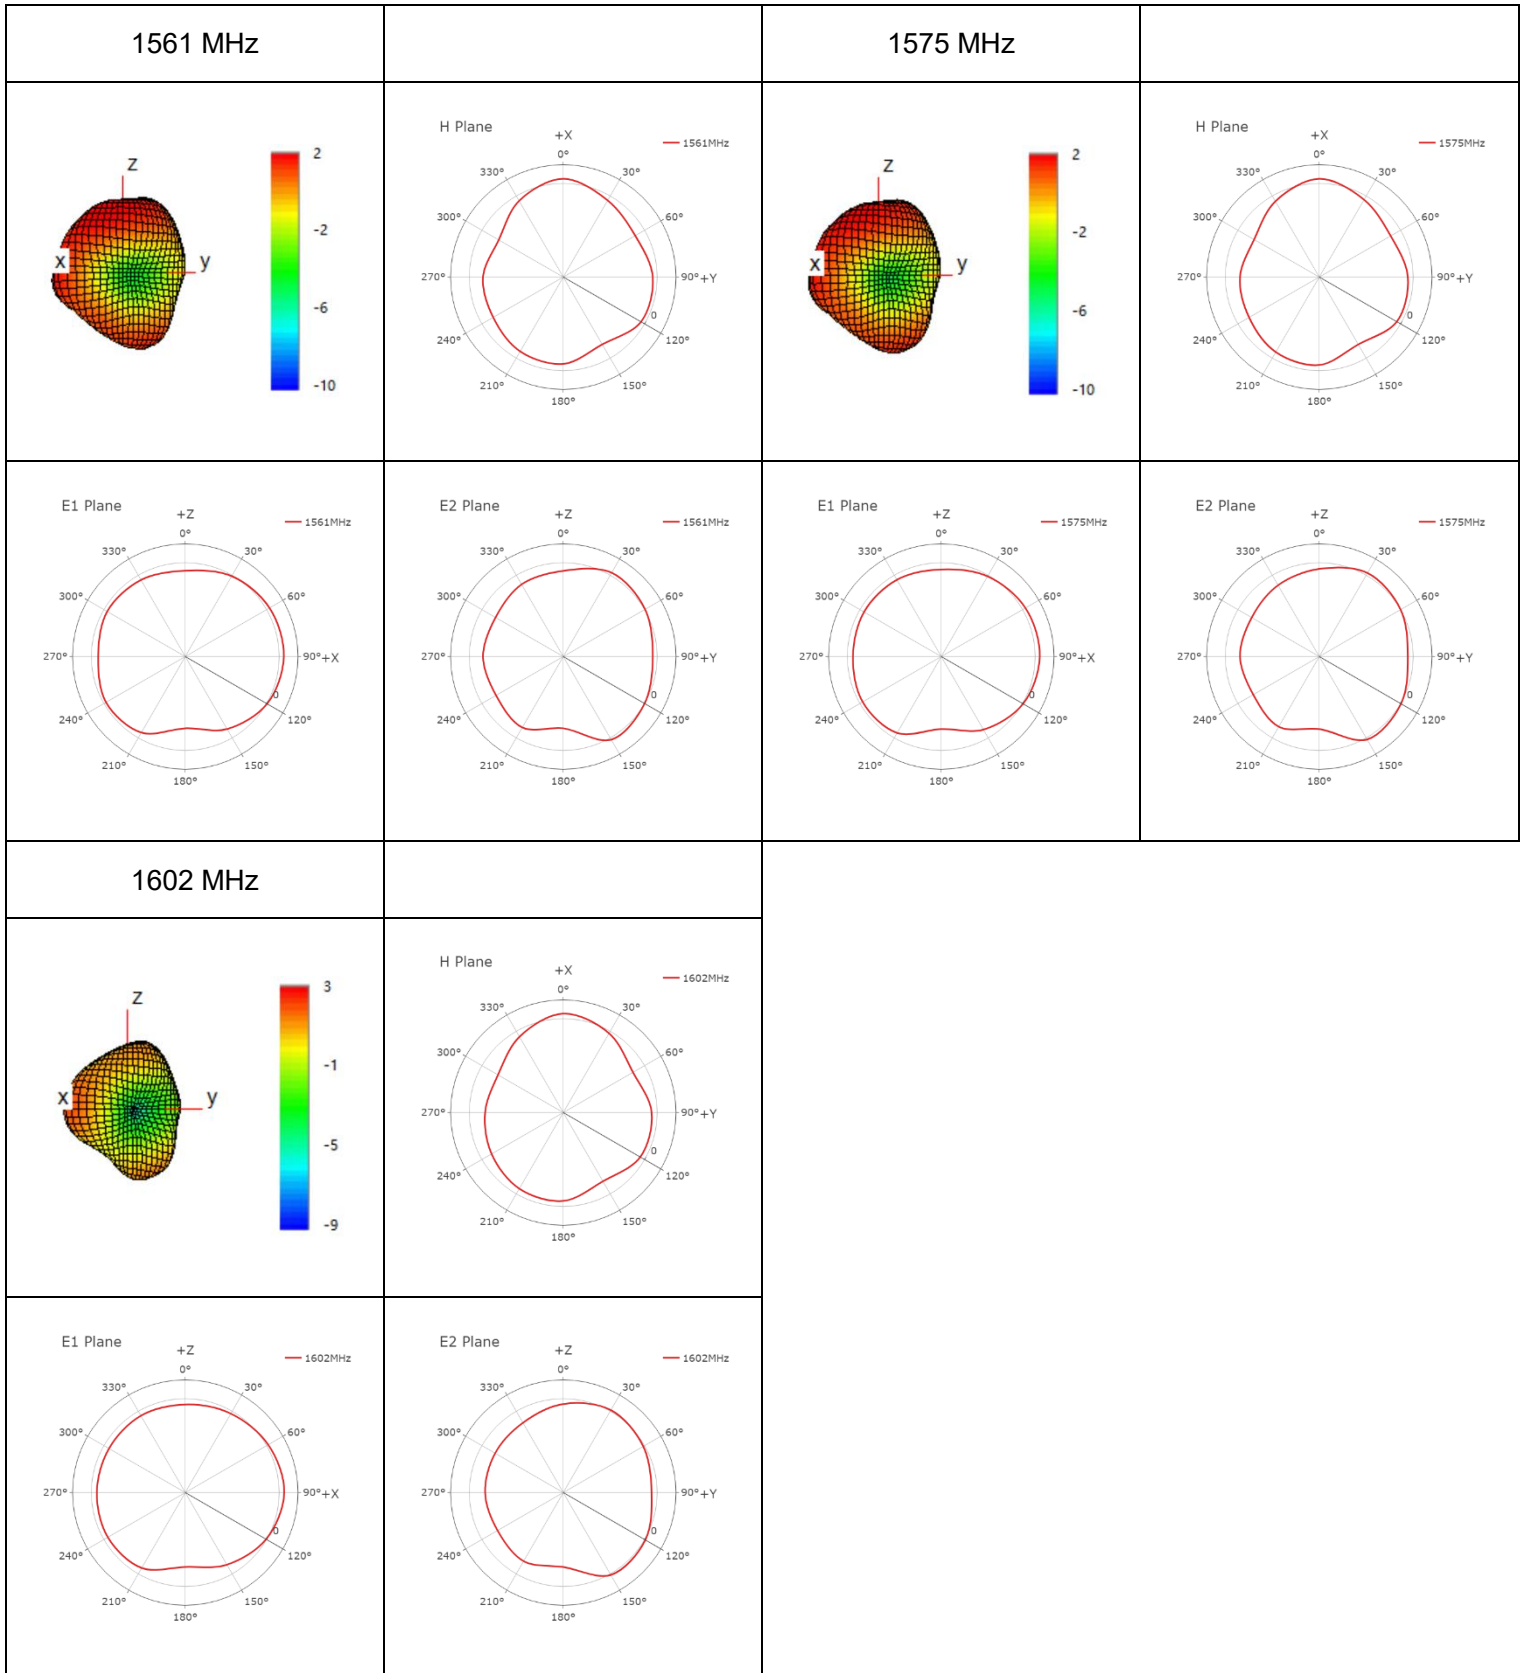 1561 MHz
1575 MHz
z
x
y
2
-2
-6
-10
H Plane
+X
1561MHz
0°
330°
30°
300°
60°
270°
90°+Y
0
240°
120°
210°
150°
180°
z
x
y
2
-2
-6
-10
H Plane
+X
1575MHz
0°
330°
30°
300°
60°
270°
90°+Y
0
240°
120°
210°
150°
180°
E1 Plane
+Z
1561MHz
0°
330°
30°
300°
60°
270°
90°+X
0
240°
120°
210°
150°
180°
E2 Plane
+Z
1561MHz
0°
330°
30°
300°
60°
270°
90°+Y
0
240°
120°
210°
150°
180°
E1 Plane
+Z
1575MHz
0°
330°
30°
300°
60°
270°
90°+X
0
240°
120°
210°
150°
180°
E2 Plane
+Z
1575MHz
0°
330°
30°
300°
60°
270°
90°+Y
0
240°
120°
210°
150°
180°
1602 MHz
z
x
y
3
-1
-5
-9
H Plane
+X
1602MHz
0°
330°
30°
300°
60°
270°
90°+Y
0
240°
120°
210°
150°
180°
E1 Plane
+Z
1602MHz
0°
330°
30°
300°
60°
270°
90°+X
0
240°
120°
210°
150°
180°
E2 Plane
+Z
1602MHz
0°
330°
30°
300°
60°
270°
90°+Y
0
240°
120°
210°
150°
180°